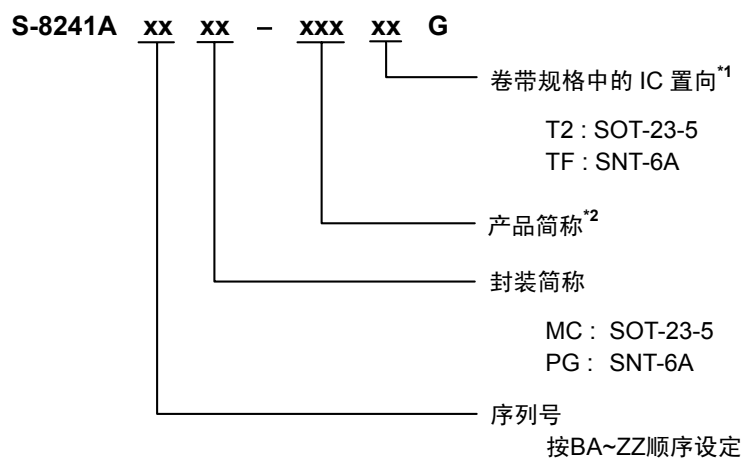 S-8241A xx xx – xxx xx G
卷带规格中的 IC 置向*1
T2 : SOT-23-5
TF : SNT-6A
产品简称*2
封装简称
MC : SOT-23-5
PG : SNT-6A
序列号
按BA~ZZ顺序设定